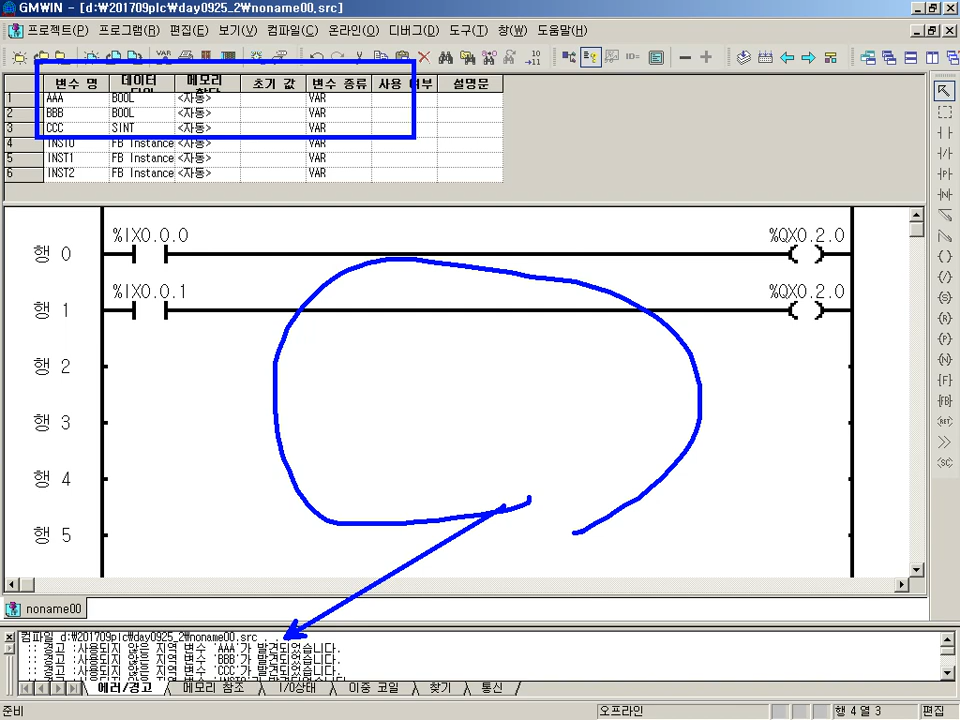 GMWIN - [d:\201709plc\day0925_2\noname00.src]
프로젝트(P) 프로그램(R) 편집(E) 보기(V) 컴파일(C) 온라인(O) 디버그(D) 도구(T) 창(W) 도움말(H)
변수 명 데이터 메모리 초기 값 변수 종류 사용 여부 설명문
1 AAA BOOL <자동> VAR
2 BBB BOOL <자동> VAR
3 CCC SINT <자동> VAR
4 INST0 FB Instance <자동> VAR
5 INST1 FB Instance <자동> VAR
6 INST2 FB Instance <자동> VAR
%IX0.0.0 %QX0.2.0
행 0
%IX0.0.1 %QX0.2.0
행 1
행 2
행 3
행 4
행 5
noname00
컴파일 d:\201709plc\day0925_2\noname00.src . .
:: 경고 :사용되지 않은 지역 변수 'AAA'가 발견되었습니다.
:: 경고 :사용되지 않은 지역 변수 'BBB'가 발견되었습니다.
:: 경고 :사용되지 않은 지역 변수 'CCC'가 발견되었습니다.
에러/경고 메모리 참조 I/O상태 이중 코일 찾기 통신
준비 오프라인 행 4 열 3 편집